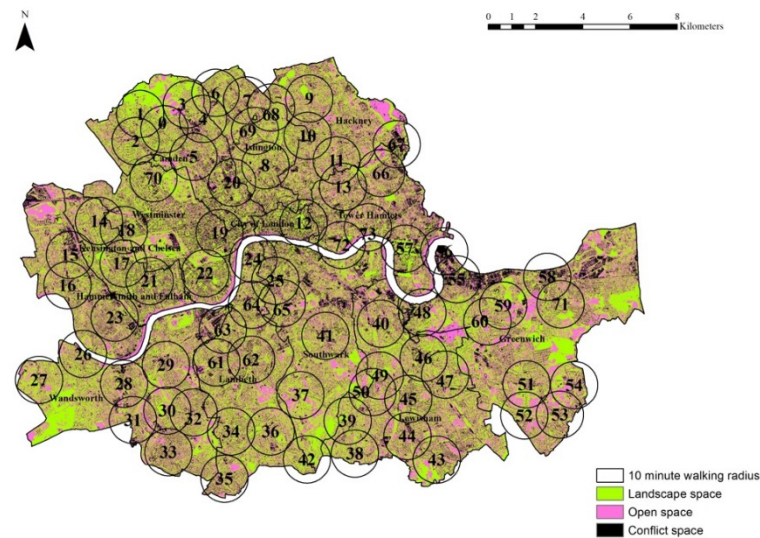 N
0 1 2 4 6 8
Kilometers
6
1 3 7 68 9
0 4
2 69 10 Hackney
Islington 67
Camden 5 8 11
70 20 13 66
14 Westminster
18 19 City of London 12 Tower Hamlets
73
15 Kensington and Chelsea 72 57
17 24
16 21 22 25 55 58
Hammersmith and Fulham 59 71
23 64 65 48
63 41 40 60
26 Southwark Greenwich
29 61 62 46
27 28 Lambeth 49 47 51 54
Wandsworth 37 50 45
30 32 39 Lewisham 52 53
31 34 36 44
33 42 38 43
35
10 minute walking radius
Landscape space
Open space
Conflict space